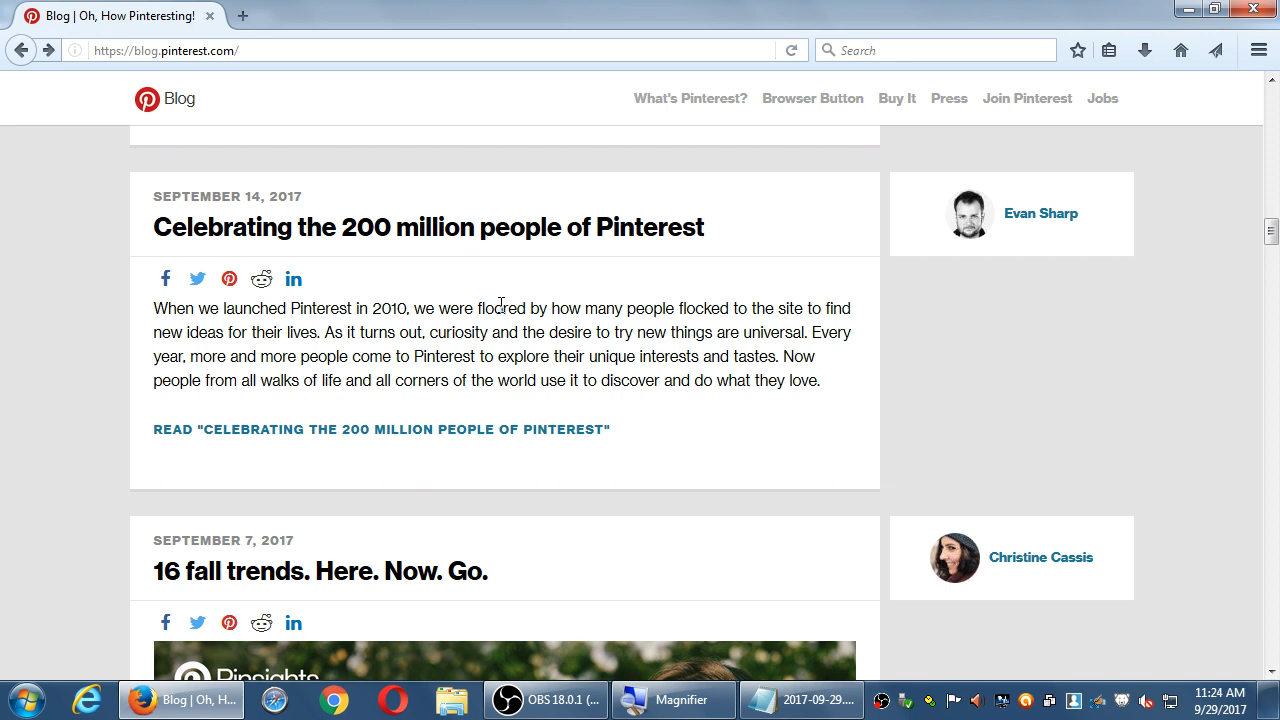 Blog | Oh, How Pinteresting!
https://blog.pinterest.com/
Search
Blog
What's Pinterest? Browser Button Buy It Press Join Pinterest Jobs
SEPTEMBER 14, 2017
Celebrating the 200 million people of Pinterest
Evan Sharp
When we launched Pinterest in 2010, we were floored by how many people flocked to the site to find
new ideas for their lives. As it turns out, curiosity and the desire to try new things are universal. Every
year, more and more people come to Pinterest to explore their unique interests and tastes. Now
people from all walks of life and all corners of the world use it to discover and do what they love.
READ "CELEBRATING THE 200 MILLION PEOPLE OF PINTEREST"
SEPTEMBER 7, 2017
16 fall trends. Here. Now. Go.
Christine Cassis
Pinsights
Blog | Oh, H...
OBS 18.0.1 (...
Magnifier
2017-09-29....
11:24 AM
9/29/2017